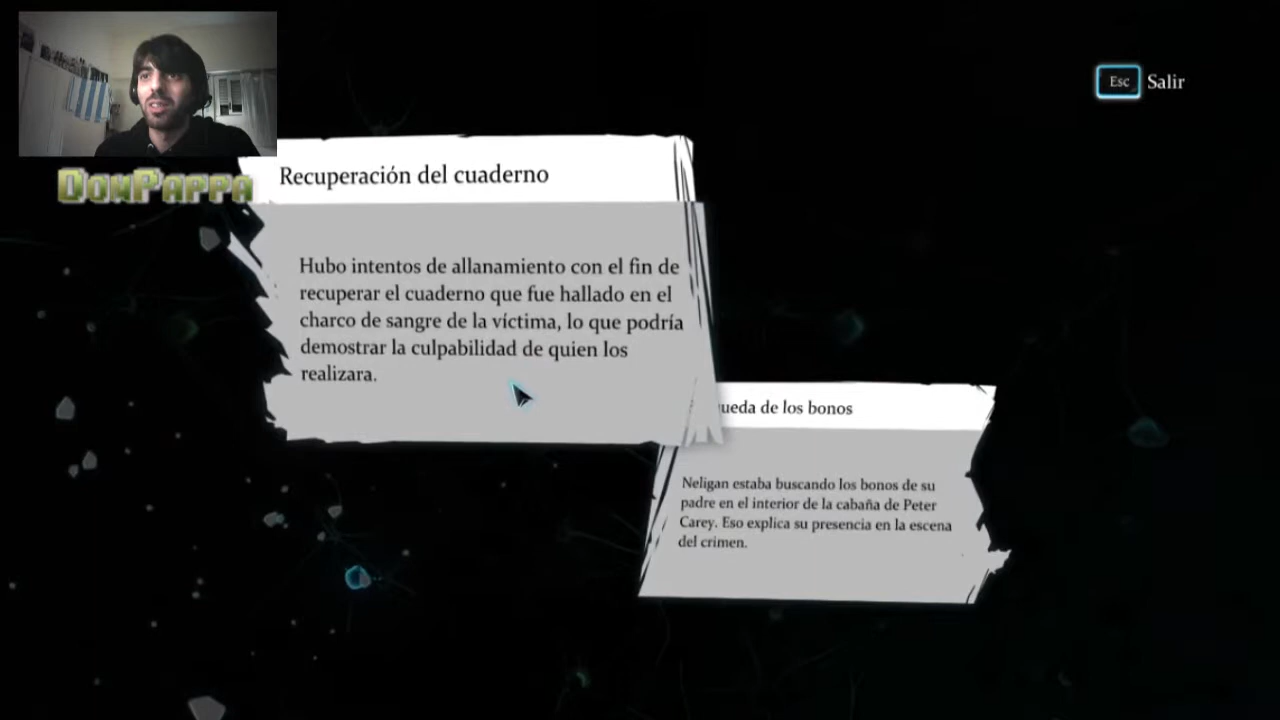 Esc Salir
DonPappa
Recuperación del cuaderno
Hubo intentos de allanamiento con el fin de
recuperar el cuaderno que fue hallado en el
charco de sangre de la víctima, lo que podría
demostrar la culpabilidad de quien los
realizara.
ueda de los bonos
Neligan estaba buscando los bonos de su
padre en el interior de la cabaña de Peter
Carey. Eso explica su presencia en la escena
del crimen.